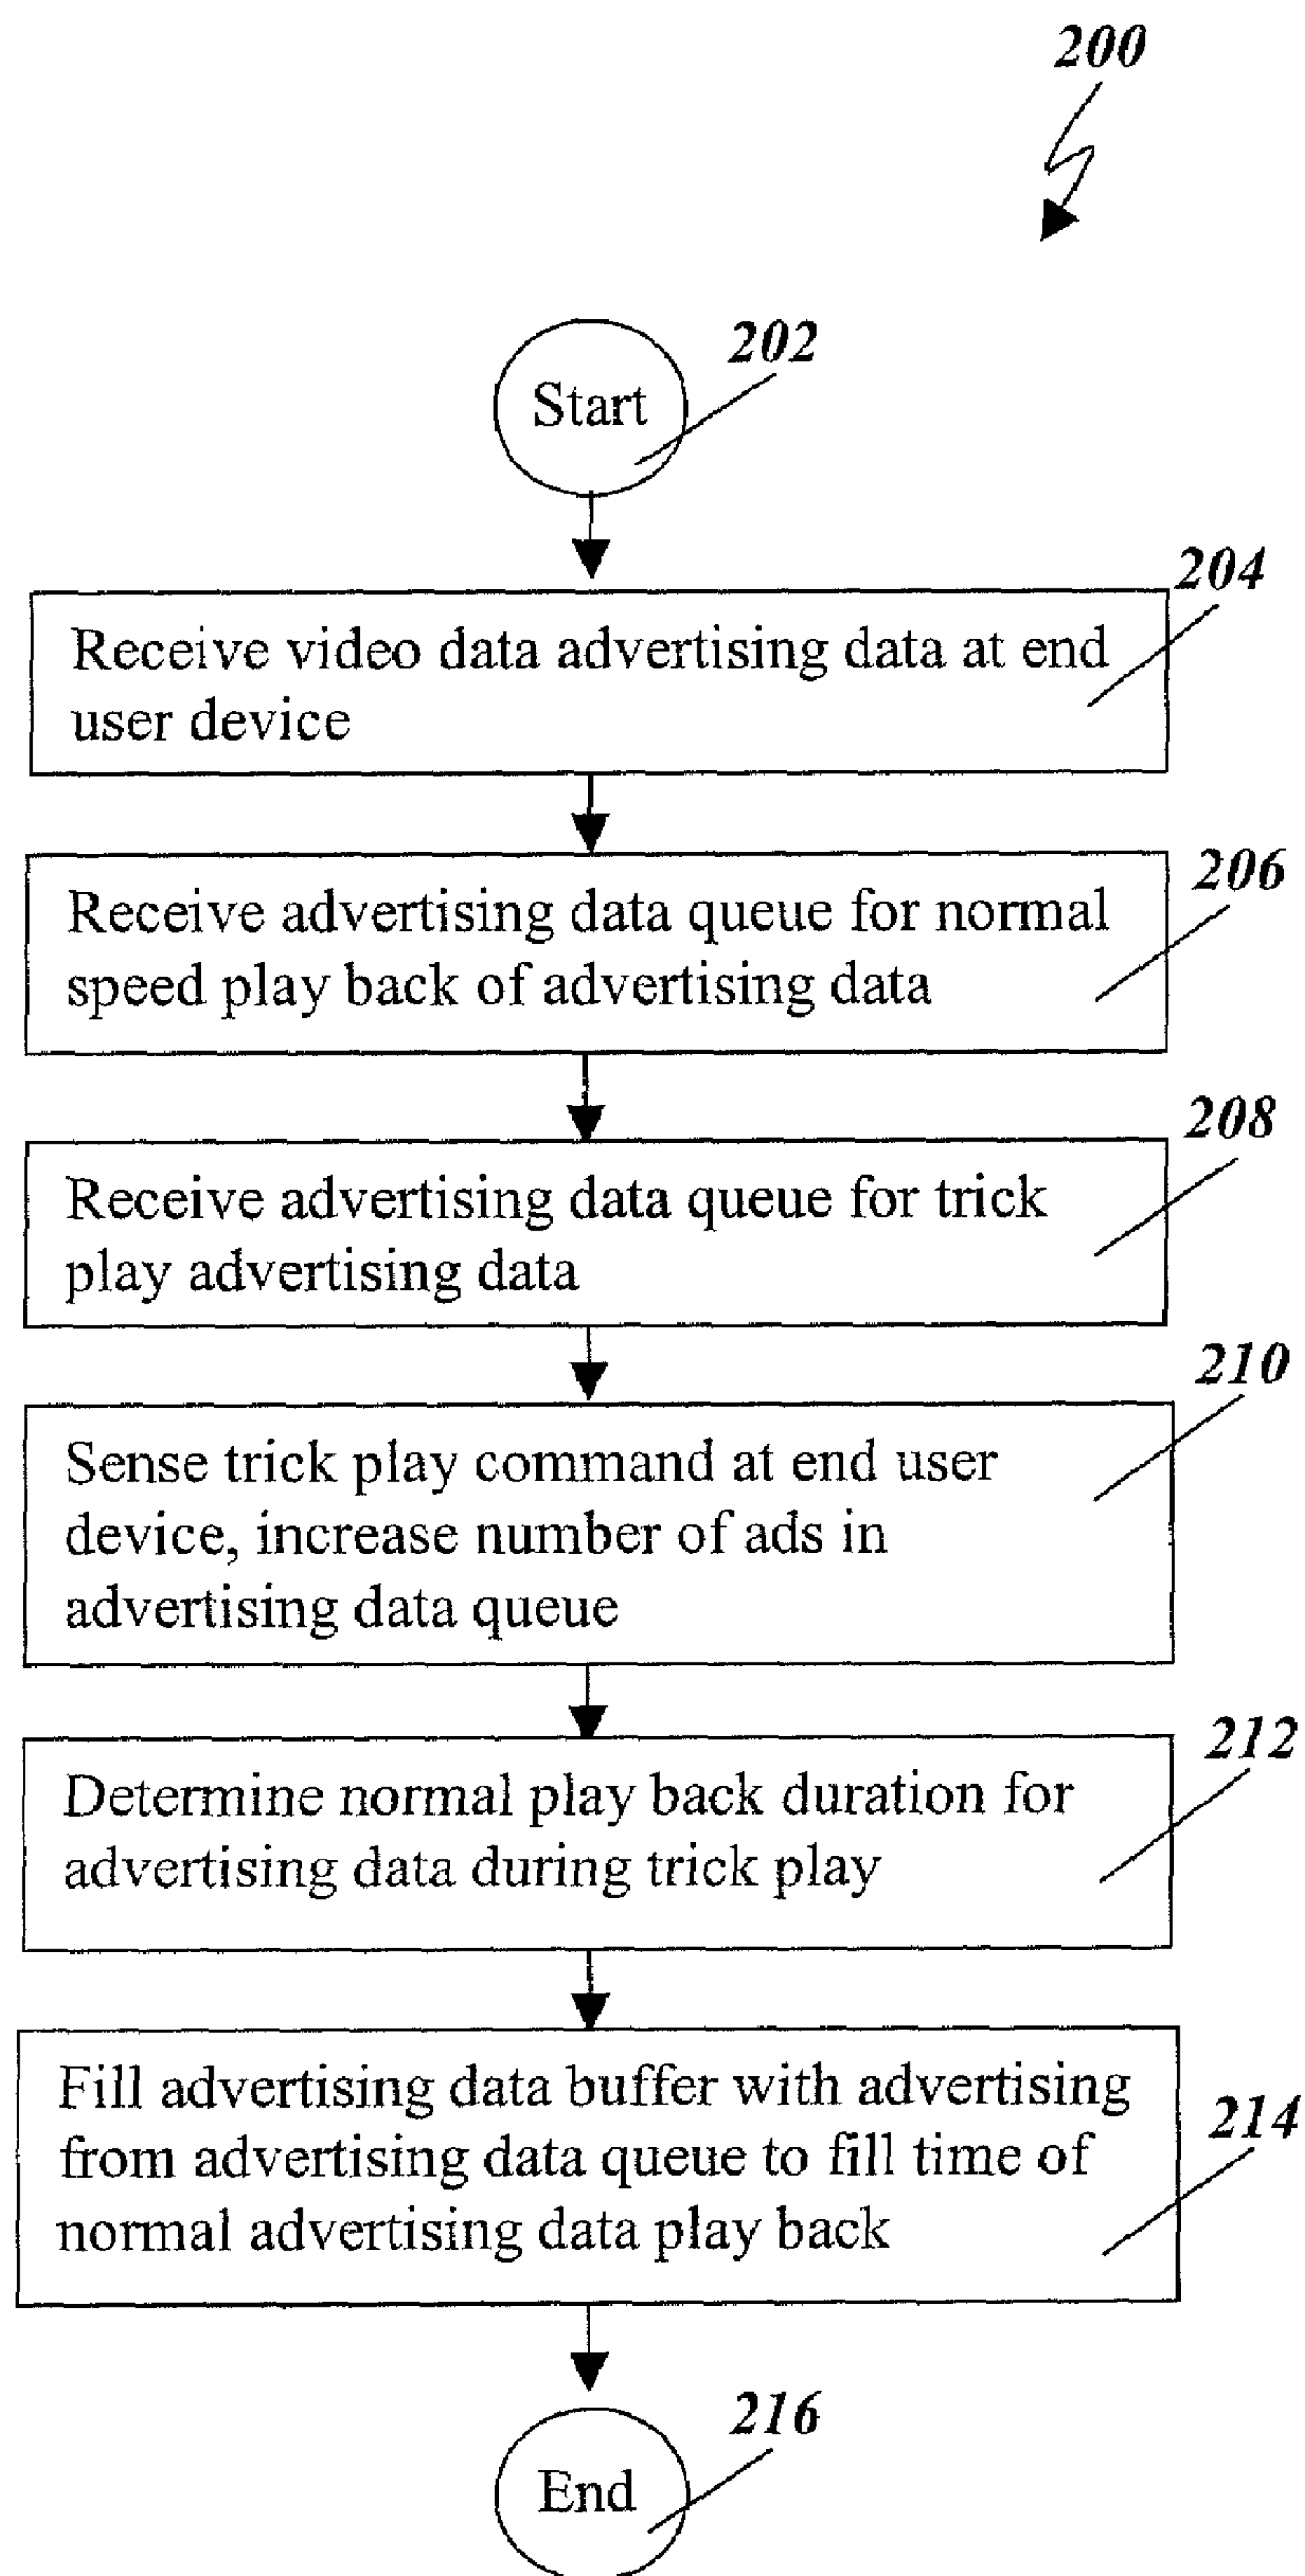 200
Start
202
204
Receive video data advertising data at end
user device
206
Receive advertising data queue for normal
speed play back of advertising data
208
Receive advertising data queue for trick
play advertising data
210
Sense trick play command at end user
device, increase number of ads in
advertising data queue
212
Determine normal play back duration for
advertising data during trick play
214
Fill advertising data buffer with advertising
from advertising data queue to fill time of
normal advertising data play back
216
End